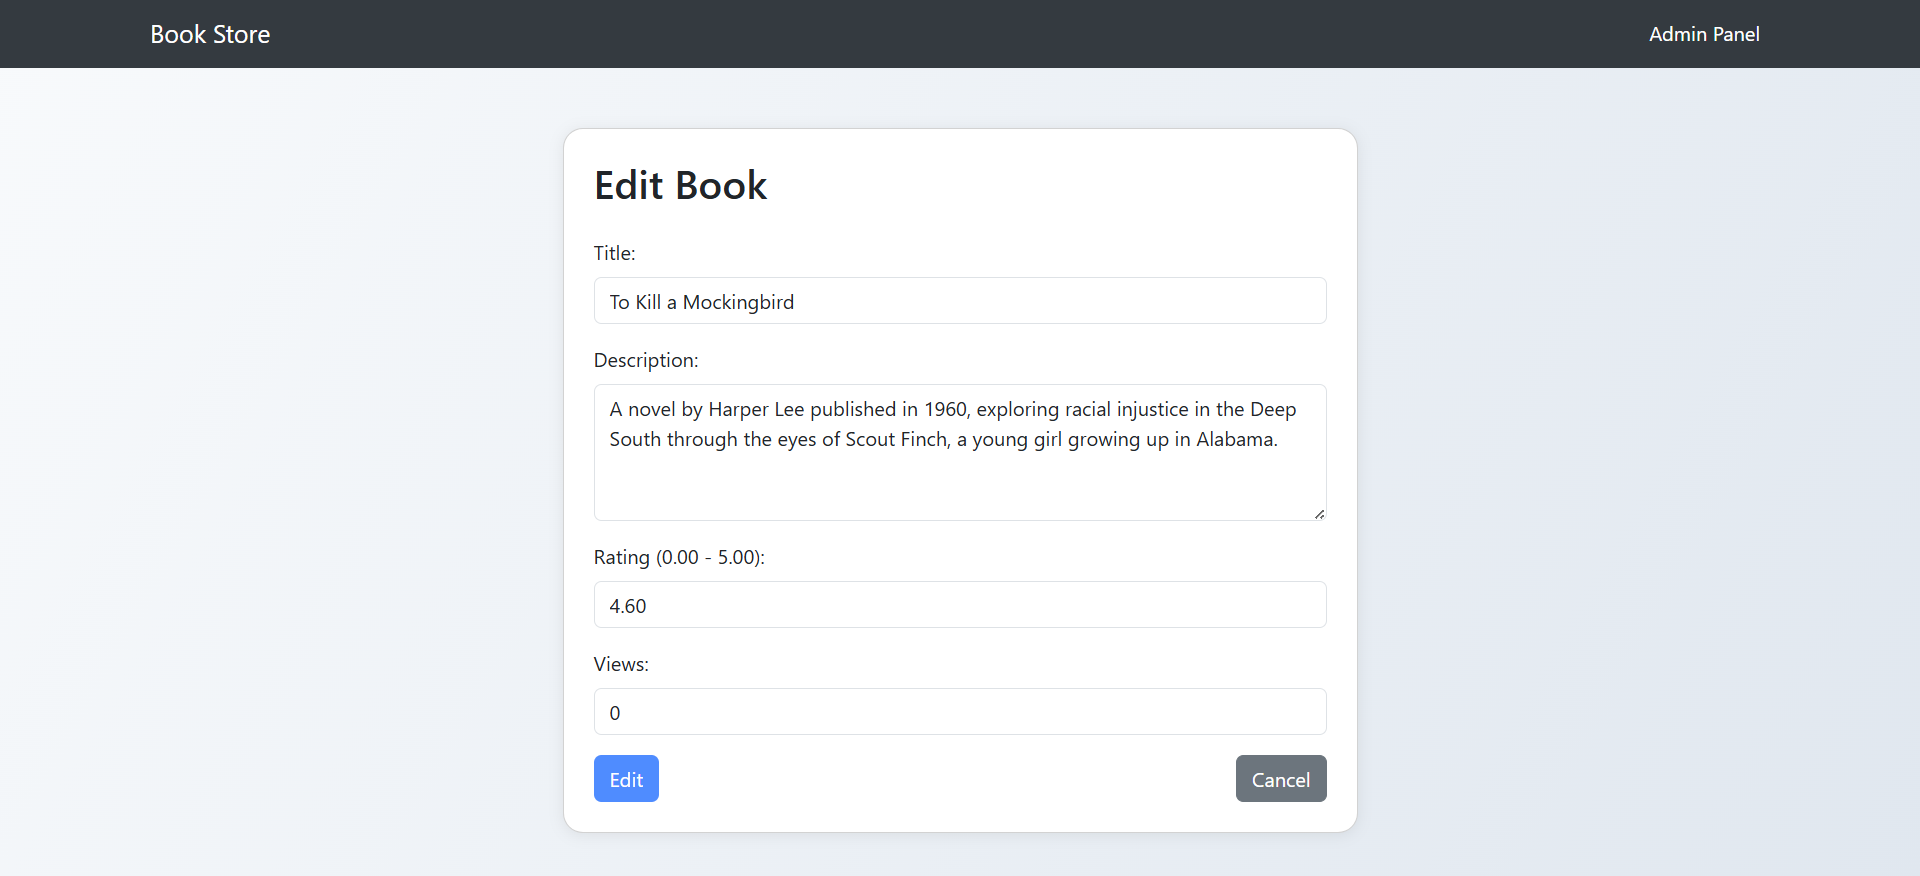 Book Store
Admin Panel
Edit Book
Title:
To Kill a Mockingbird
Description:
A novel by Harper Lee published in 1960, exploring racial injustice in the Deep
South through the eyes of Scout Finch, a young girl growing up in Alabama.
Rating (0.00 - 5.00):
4.60
Views:
0
Edit
Cancel